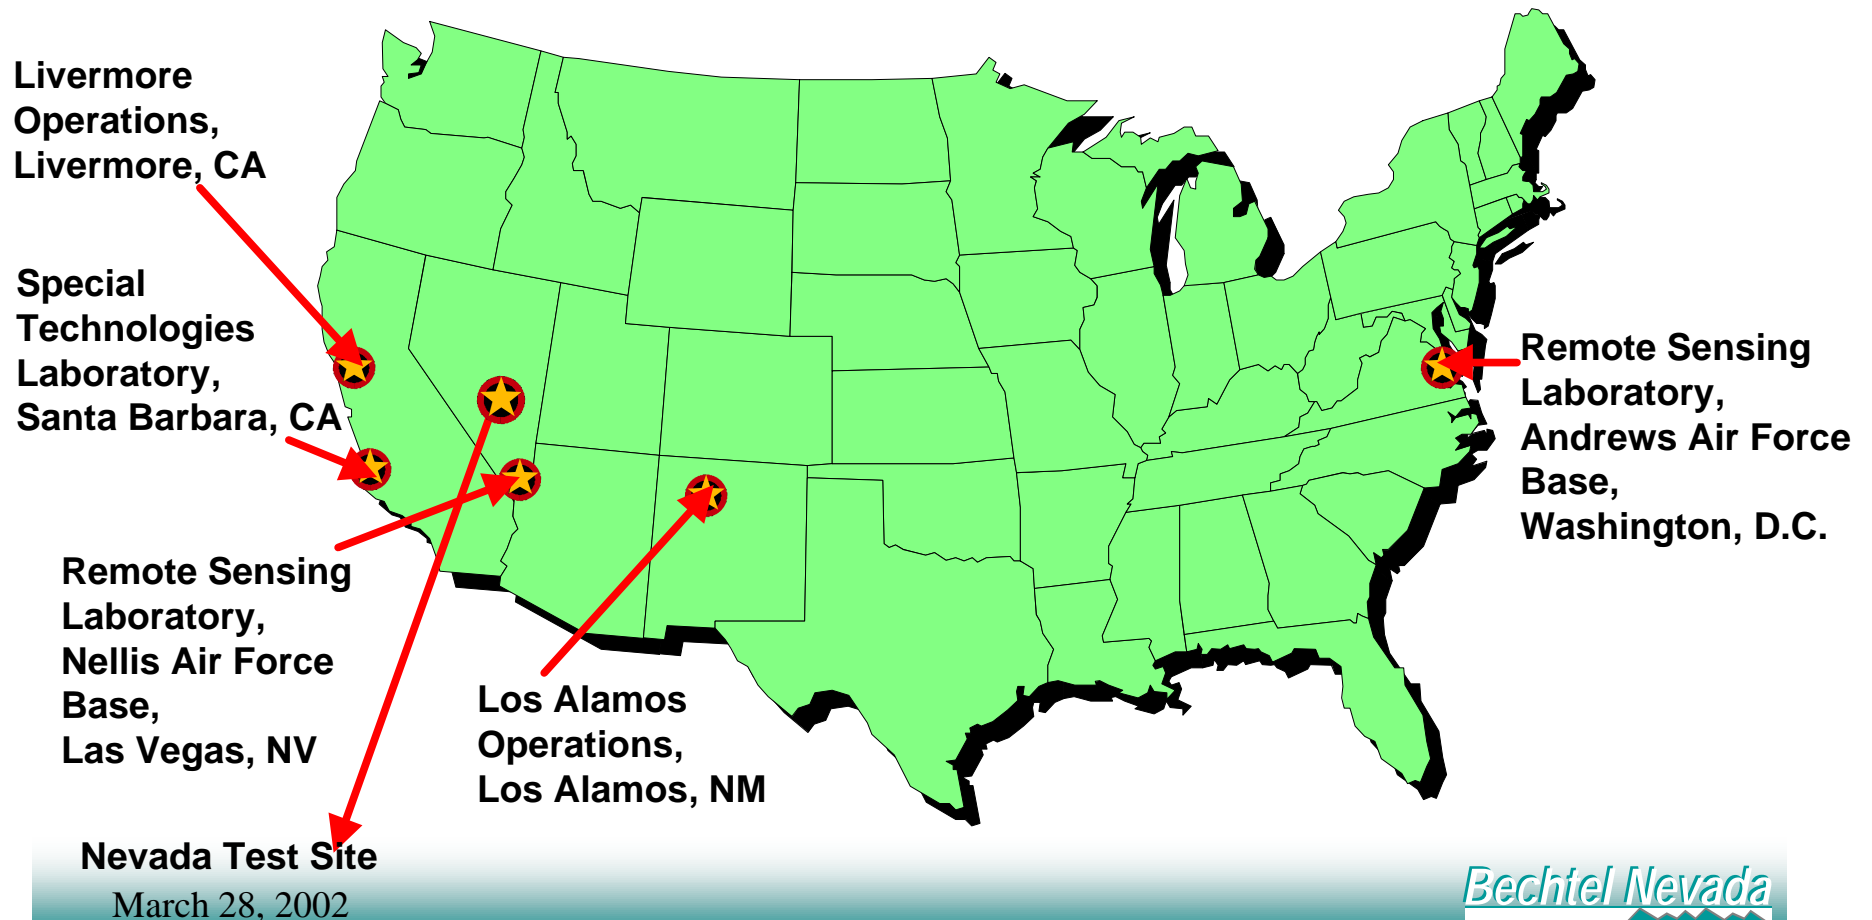 Livermore
Operations,
Livermore, CA
Special
Technologies
Laboratory,
Santa Barbara, CA
Remote Sensing
Laboratory,
Nellis Air Force
Base,
Las Vegas, NV
Los Alamos
Operations,
Los Alamos, NM
Remote Sensing
Laboratory,
Andrews Air Force
Base,
Washington, D.C.
Nevada Test Site
March 28, 2002
Bechtel Nevada